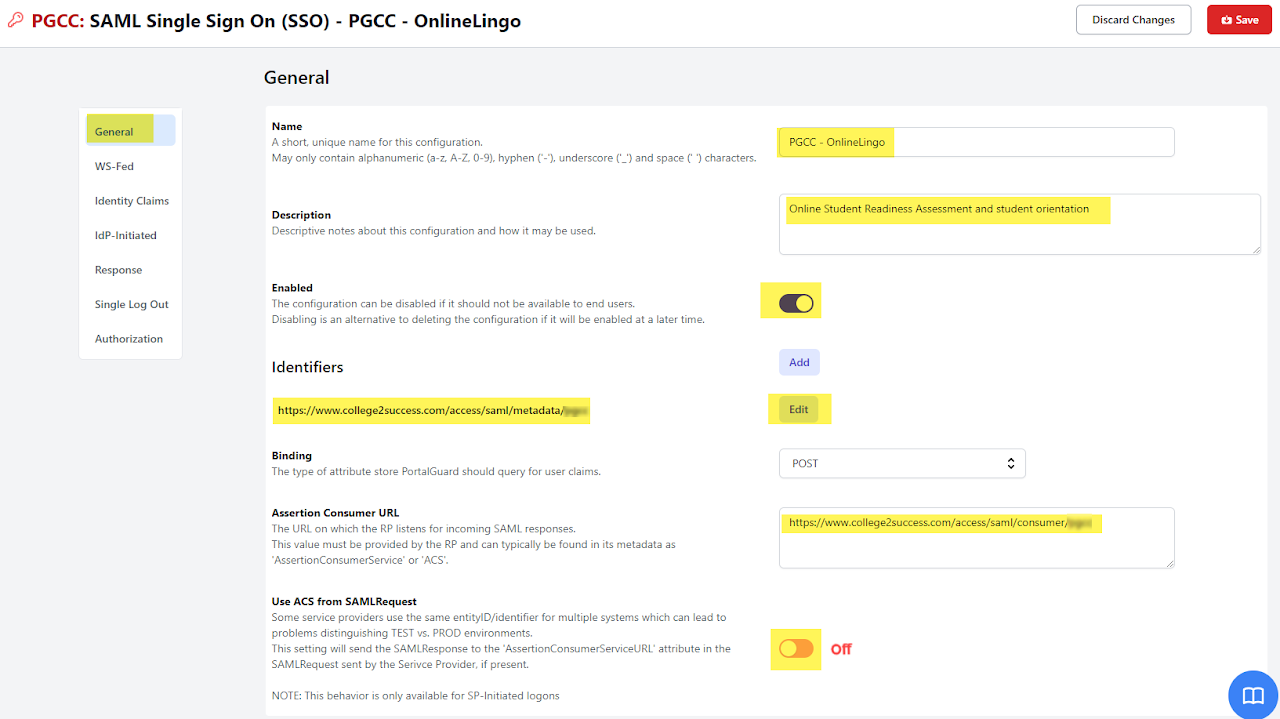 PGCC: SAML Single Sign On (SSO) - PGCC - OnlineLingo
Discard Changes
Save
General
General
WS-Fed
Identity Claims
IdP-Initiated
Response
Single Log Out
Authorization
Name
A short, unique name for this configuration.
May only contain alphanumeric (a-z, A-Z, 0-9), hyphen ('-'), underscore ('_') and space (' ') characters.
PGCC - OnlineLingo
Description
Descriptive notes about this configuration and how it may be used.
Online Student Readiness Assessment and student orientation
Enabled
The configuration can be disabled if it should not be available to end users.
Disabling is an alternative to deleting the configuration if it will be enabled at a later time.
Identifiers
Add
https://www.college2success.com/access/saml/metadata/
Edit
Binding
The type of attribute store PortalGuard should query for user claims.
POST
Assertion Consumer URL
The URL on which the RP listens for incoming SAML responses.
This value must be provided by the RP and can typically be found in its metadata as
'AssertionConsumerService' or 'ACS'.
https://www.college2success.com/access/saml/consumer/
Use ACS from SAMLRequest
Some service providers use the same entityID/identifier for multiple systems which can lead to
problems distinguishing TEST vs. PROD environments.
This setting will send the SAMLResponse to the 'AssertionConsumerServiceURL' attribute in the
SAMLRequest sent by the Serivce Provider, if present.
Off
NOTE: This behavior is only available for SP-Initiated logons